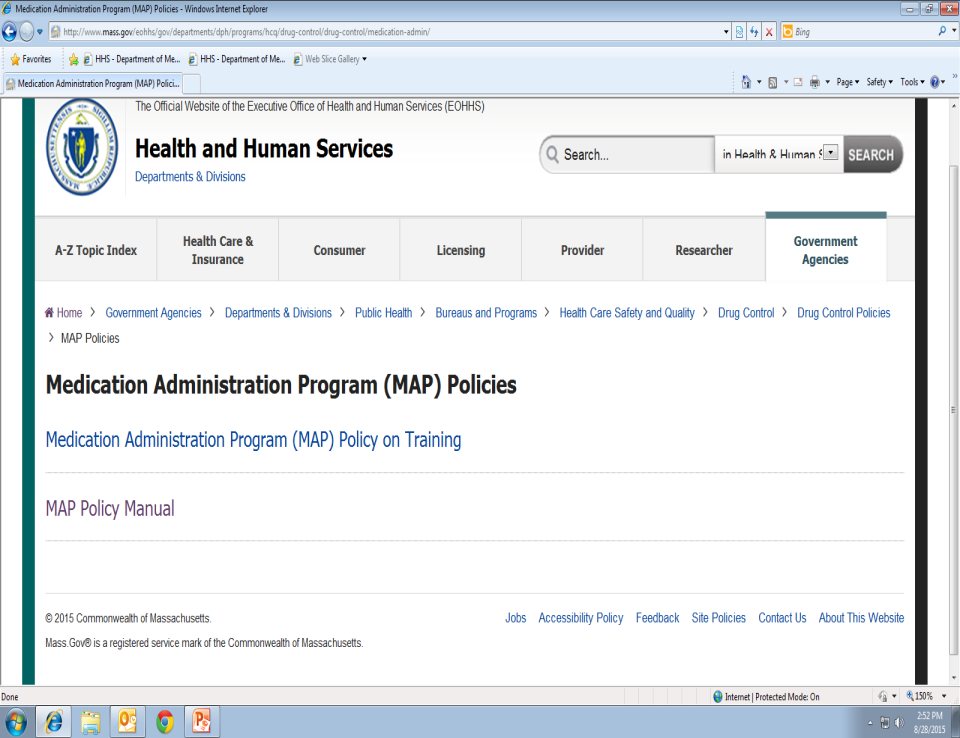 Medication Administration Program (MAP) Policies - Windows Internet Explorer
http://www.mass.gov/eohhs/gov/departments/dph/programs/hcq/drug-control/drug-control/medication-admin/
Bing
Favorites
HHS - Department of Me...
HHS - Department of Me...
Web Slice Gallery
Medication Administration Program (MAP) Polici...
Page
Safety
Tools
The Official Website of the Executive Office of Health and Human Services (EOHHS)
Health and Human Services
Departments & Divisions
Search...
in Health & Human S
SEARCH
A-Z Topic Index
Health Care &
Insurance
Consumer
Licensing
Provider
Researcher
Government
Agencies
Home > Government Agencies > Departments & Divisions > Public Health > Bureaus and Programs > Health Care Safety and Quality > Drug Control > Drug Control Policies
> MAP Policies
Medication Administration Program (MAP) Policies
Medication Administration Program (MAP) Policy on Training
MAP Policy Manual
© 2015 Commonwealth of Massachusetts.
Jobs Accessibility Policy Feedback Site Policies Contact Us About This Website
Mass.Gov® is a registered service mark of the Commonwealth of Massachusetts.
Done
Internet | Protected Mode: On
150%
2:52 PM
8/28/2015